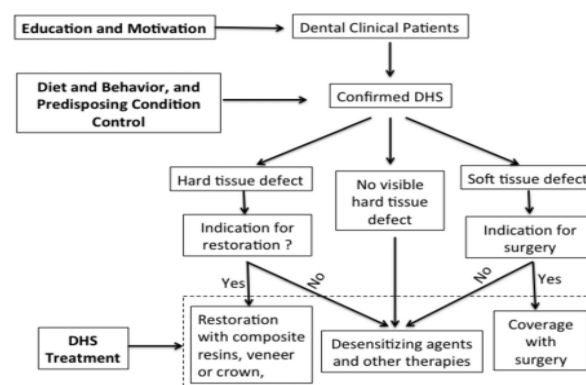 Education and Motivation
Dental Clinical Patients
Diet and Behavior, and
Predisposing Condition
Control
Confirmed DHS
Hard tissue defect
No visible
hard tissue
defect
Soft tissue defect
Indication for
restoration ?
Indication for
surgery
Yes
No
No
Yes
DHS
Treatment
Restoration
with composite
resins, veneer
or crown,
Desensitizing agents
and other therapies
Coverage
with
surgery